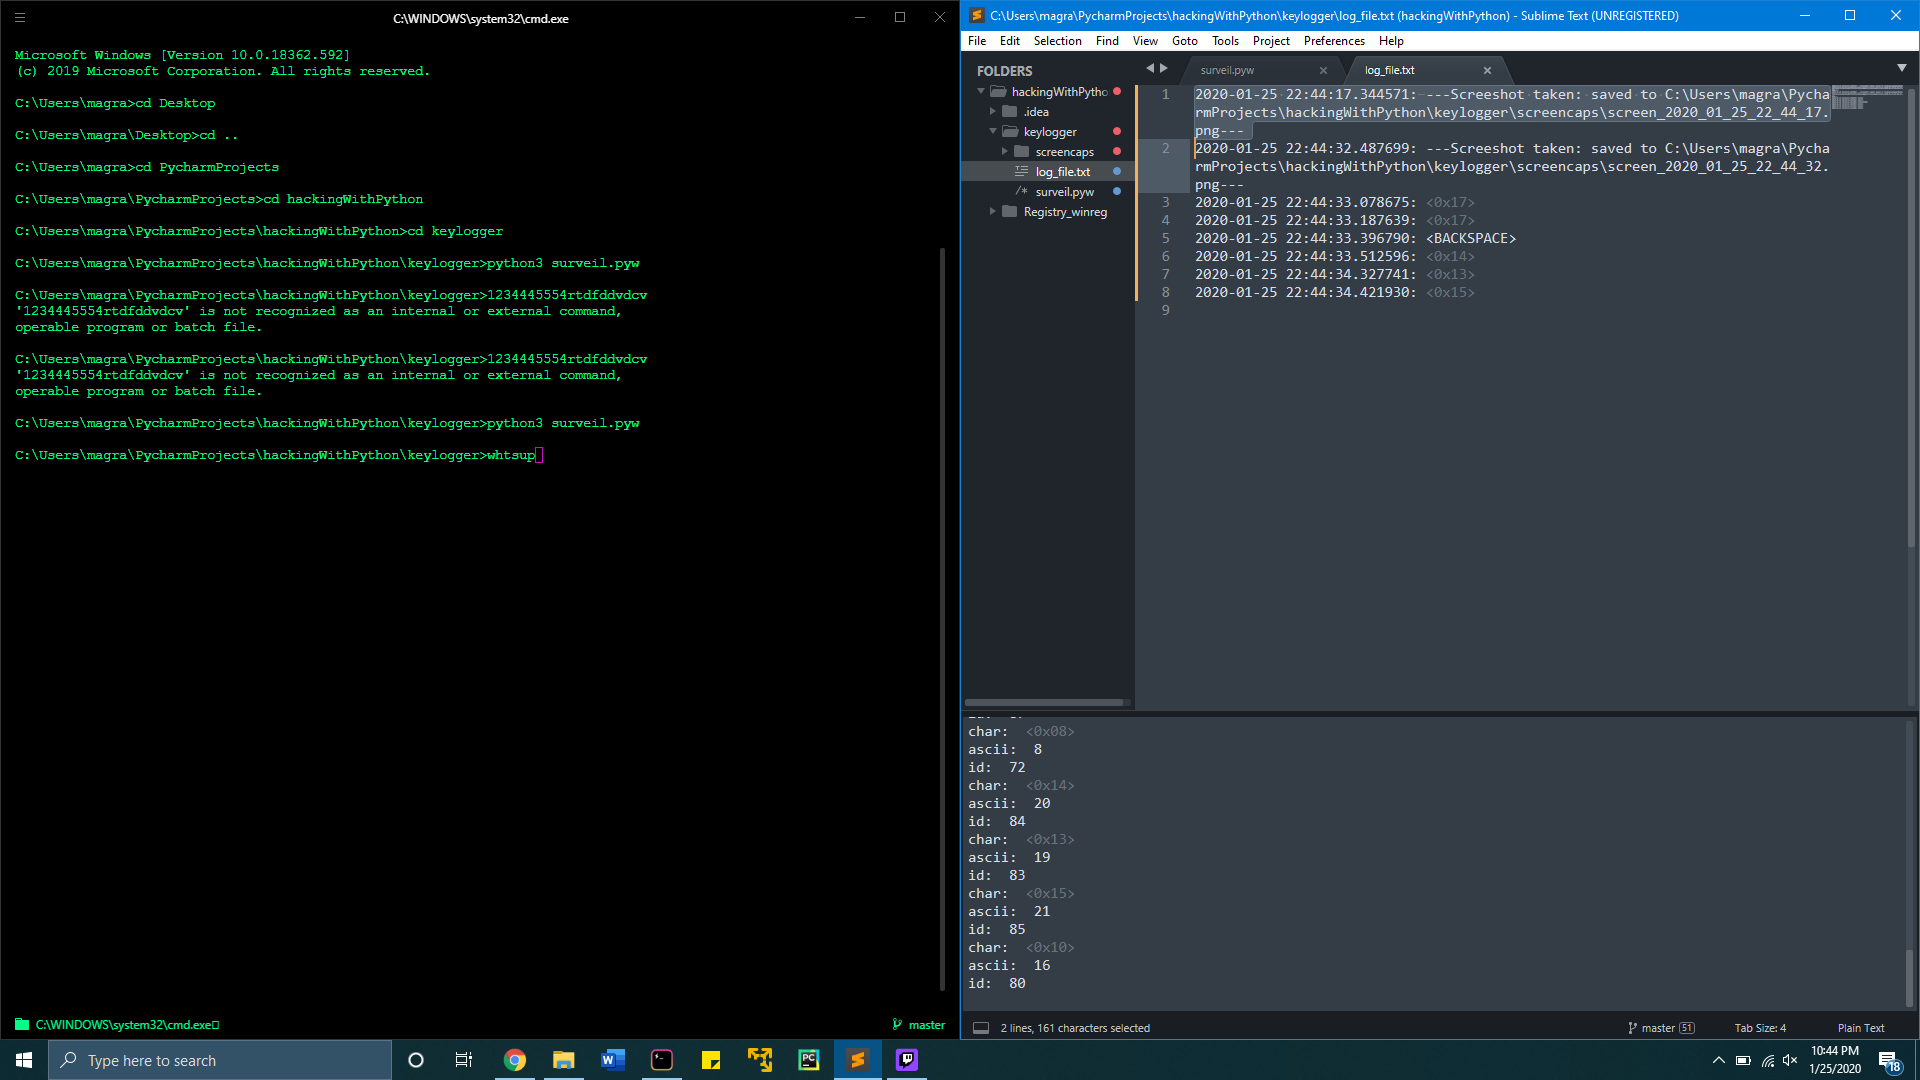 C:\WINDOWS\system32\cmd.exe
Microsoft Windows [Version 10.0.18362.592]
(c) 2019 Microsoft Corporation. All rights reserved.
C:\Users\magra>cd Desktop
C:\Users\magra\Desktop>cd ..
C:\Users\magra>cd PycharmProjects
C:\Users\magra\PycharmProjects>cd hackingWithPython
C:\Users\magra\PycharmProjects\hackingWithPython>cd keylogger
C:\Users\magra\PycharmProjects\hackingWithPython\keylogger>python3 surveil.pyw
C:\Users\magra\PycharmProjects\hackingWithPython\keylogger>1234445554rtdfddvdcv
'1234445554rtdfddvdcv' is not recognized as an internal or external command,
operable program or batch file.
C:\Users\magra\PycharmProjects\hackingWithPython\keylogger>1234445554rtdfddvdcv
'1234445554rtdfddvdcv' is not recognized as an internal or external command,
operable program or batch file.
C:\Users\magra\PycharmProjects\hackingWithPython\keylogger>python3 surveil.pyw
C:\Users\magra\PycharmProjects\hackingWithPython\keylogger>whtsup
C:\WINDOWS\system32\cmd.exe
master
C:\Users\magra\PycharmProjects\hackingWithPython\keylogger\log_file.txt (hackingWithPython) - Sublime Text (UNREGISTERED)
File Edit Selection Find View Goto Tools Project Preferences Help
FOLDERS
hackingWithPytho
.idea
keylogger
screencaps
log_file.txt
/* surveil.pyw
Registry_winreg
surveil.pyw
log_file.txt
1 2020-01-25 22:44:17.344571: ---Screeshot taken: saved to C:\Users\magra\Pycha
rmProjects\hackingWithPython\keylogger\screencaps\screen_2020_01_25_22_44_17.
png---
2 2020-01-25 22:44:32.487699: ---Screeshot taken: saved to C:\Users\magra\Pycha
rmProjects\hackingWithPython\keylogger\screencaps\screen_2020_01_25_22_44_32.
png---
3 2020-01-25 22:44:33.078675: <0x17>
4 2020-01-25 22:44:33.187639: <0x17>
5 2020-01-25 22:44:33.396790: <BACKSPACE>
6 2020-01-25 22:44:33.512596: <0x14>
7 2020-01-25 22:44:34.327741: <0x13>
8 2020-01-25 22:44:34.421930: <0x15>
9
char: <0x08>
ascii: 8
id: 72
char: <0x14>
ascii: 20
id: 84
char: <0x13>
ascii: 19
id: 83
char: <0x15>
ascii: 21
id: 85
char: <0x10>
ascii: 16
id: 80
2 lines, 161 characters selected
master 51
Tab Size: 4
Plain Text
Type here to search
10:44 PM
1/25/2020
18